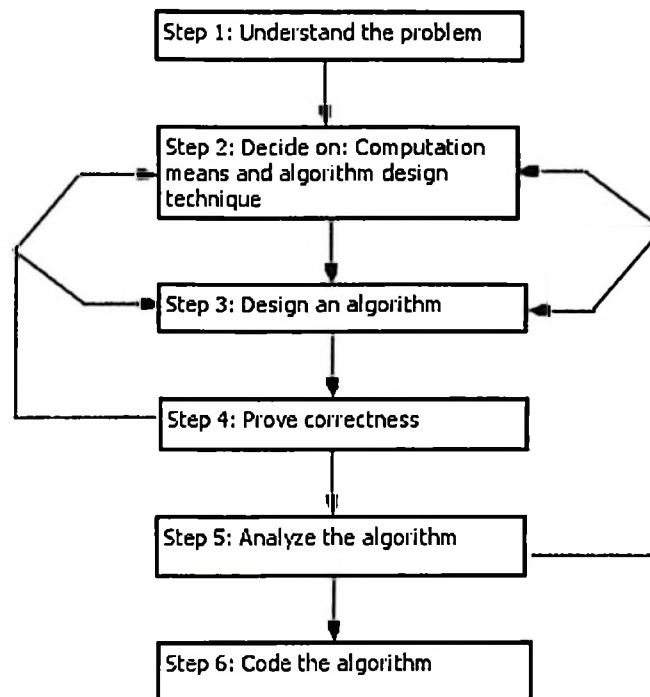 Step 1: Understand the problem
Step 2: Decide on: Computation
means and algorithm design
technique
Step 3: Design an algorithm
Step 4: Prove correctness
Step 5: Analyze the algorithm
Step 6: Code the algorithm